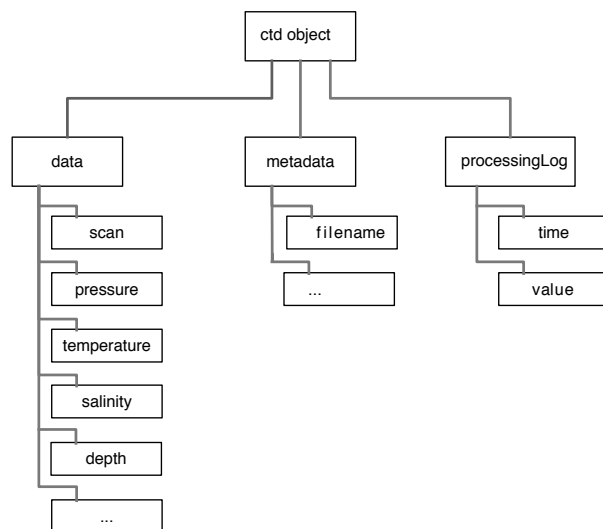 ctd object
data
metadata
processingLog
scan
filename
time
pressure
...
value
temperature
salinity
depth
...